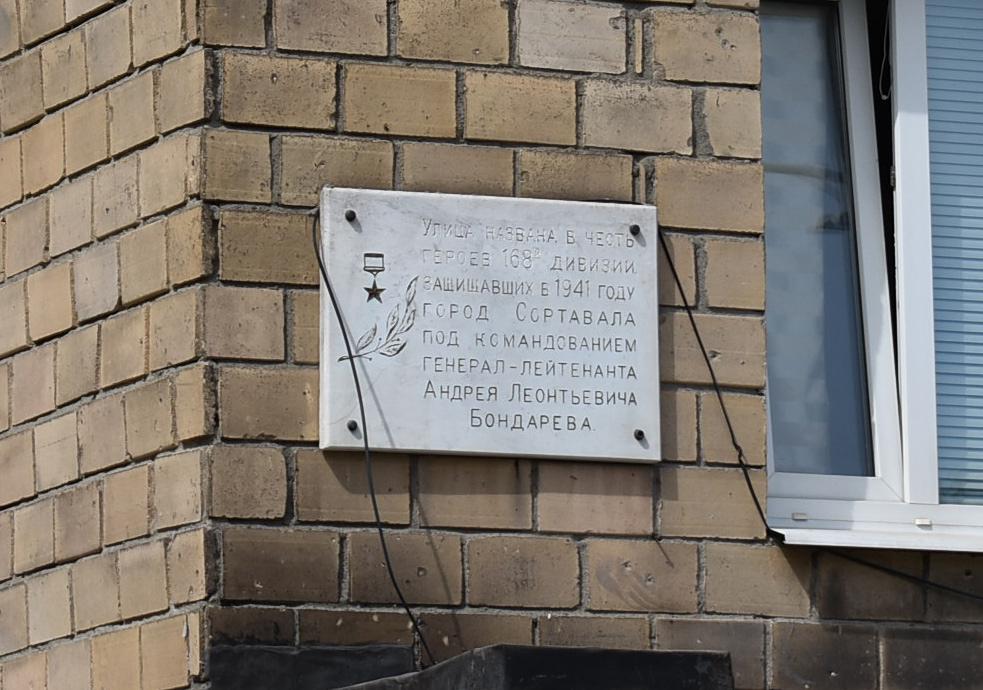 Улица названа в честь
героев 168й дивизии,
защищавших в 1941 году
город Сортавала
под командованием
генерал-лейтенанта
Андрея Леонтьевича
Бондарева.